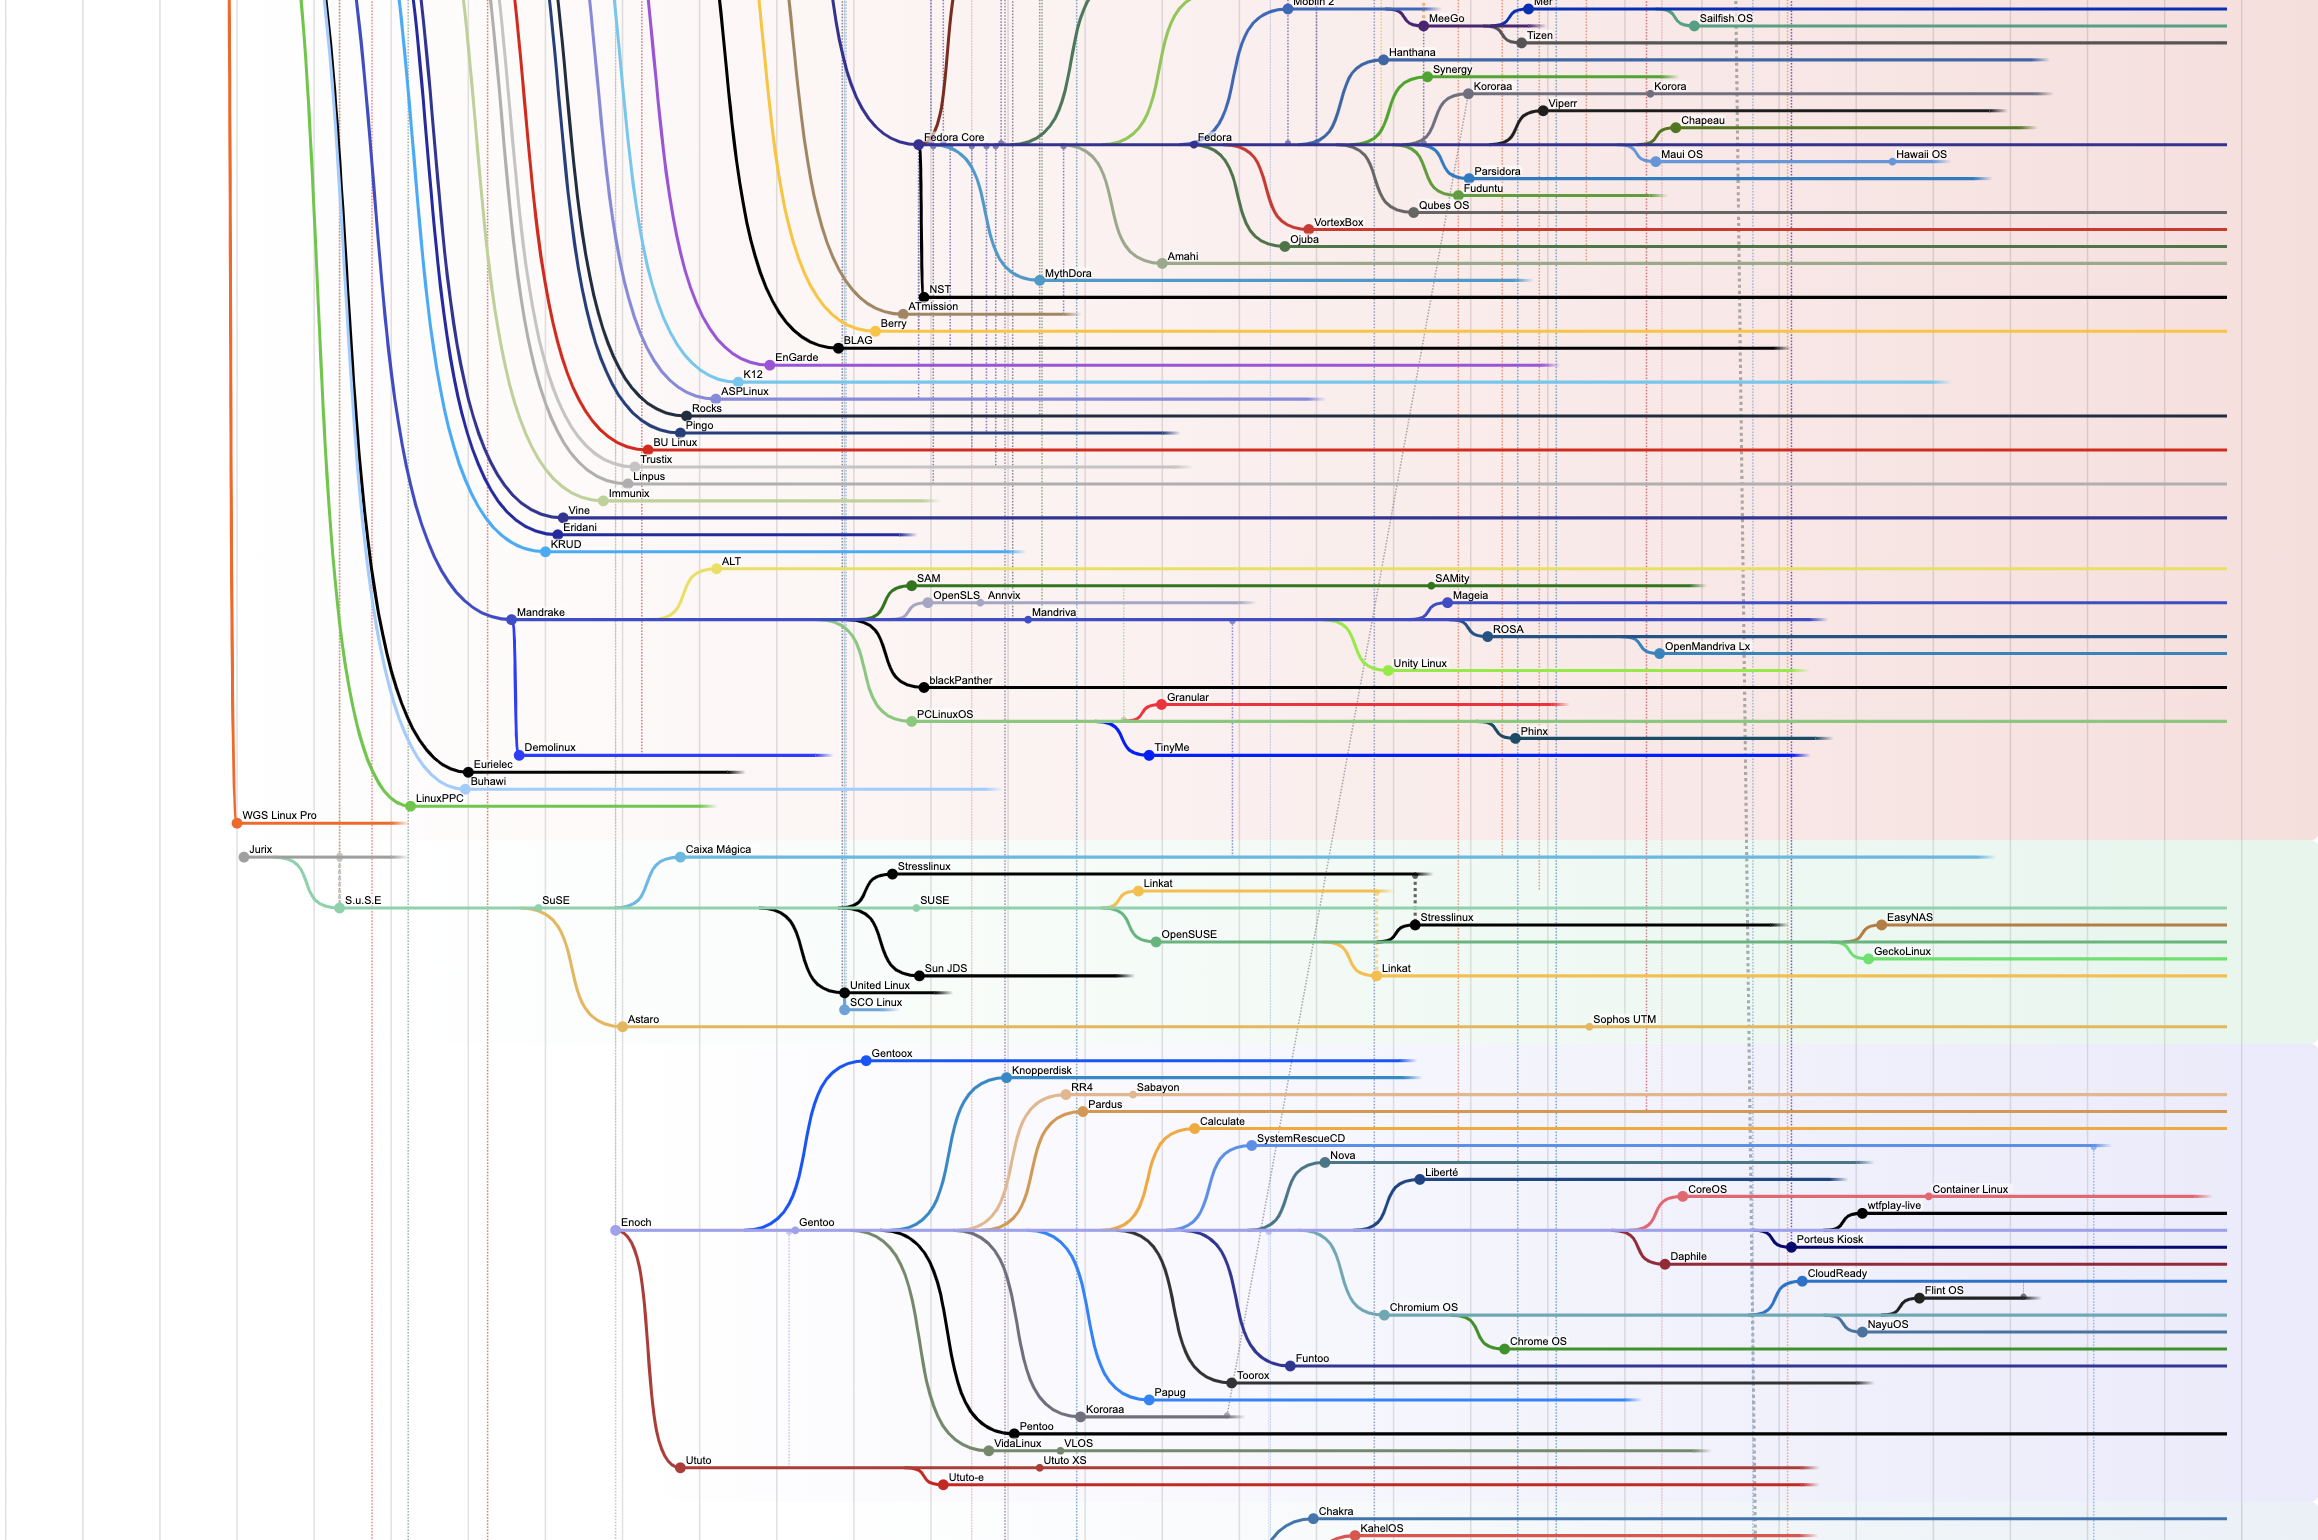 Moblin 2
Mer
MeeGo
Sailfish OS
Tizen
Hanthana
Synergy
Kororaa
Korora
Viperr
Chapeau
Fedora Core
Fedora
Maui OS
Hawaii OS
Parsidora
Fuduntu
Qubes OS
VortexBox
Ojuba
Amahi
MythDora
NST
ATmission
Berry
BLAG
EnGarde
K12
ASPLinux
Rocks
Pingo
BU Linux
Trustix
Linpus
Immunix
Vine
Eridani
KRUD
ALT
SAM
SAMity
OpenSLS
Annvix
Mageia
Mandrake
Mandriva
ROSA
OpenMandriva Lx
Unity Linux
blackPanther
Granular
PCLinuxOS
Phinx
Demolinux
TinyMe
Eurielec
Buhawi
LinuxPPC
WGS Linux Pro
Jurix
Caixa Mágica
Stresslinux
Linkat
S.u.S.E
SuSE
SUSE
Stresslinux
EasyNAS
OpenSUSE
GeckoLinux
Sun JDS
Linkat
United Linux
SCO Linux
Astaro
Sophos UTM
Gentoox
Knopperdisk
RR4
Sabayon
Pardus
Calculate
SystemRescueCD
Nova
Liberté
CoreOS
Container Linux
wtfplay-live
Enoch
Gentoo
Porteus Kiosk
Daphile
CloudReady
Flint OS
Chromium OS
NayuOS
Chrome OS
Funtoo
Toorox
Papug
Kororaa
Pentoo
VidaLinux
VLOS
Ututo
Ututo XS
Ututo-e
Chakra
KahelOS